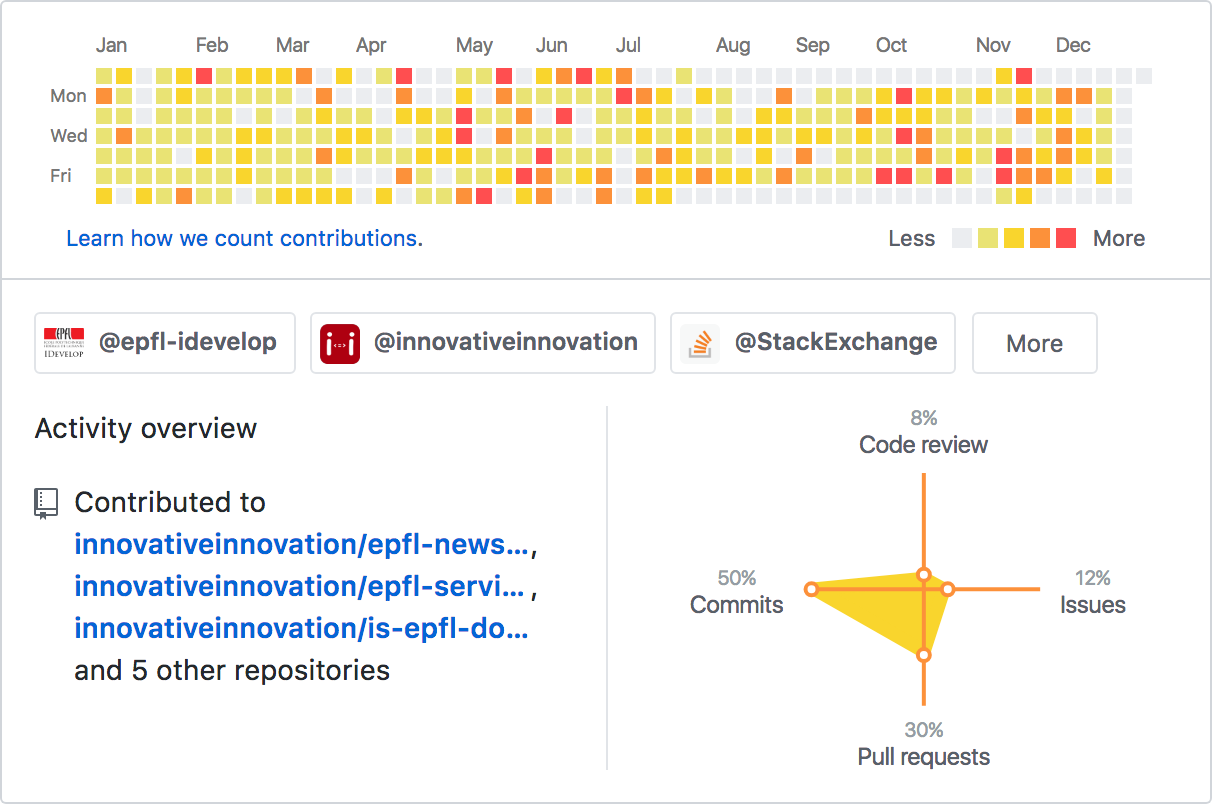 Jan Feb Mar Apr May Jun Jul Aug Sep Oct Nov Dec
Mon
Wed
Fri
Learn how we count contributions.
Less More
EPFL
IDEVELOP
@epfl-idevelop
i <=> i
@innovativeinnovation
@StackExchange
More
Activity overview
Contributed to
innovativeinnovation/epfl-news...,
innovativeinnovation/epfl-servi... ,
innovativeinnovation/is-epfl-do...
and 5 other repositories
8%
Code review
50%
Commits
12%
Issues
30%
Pull requests